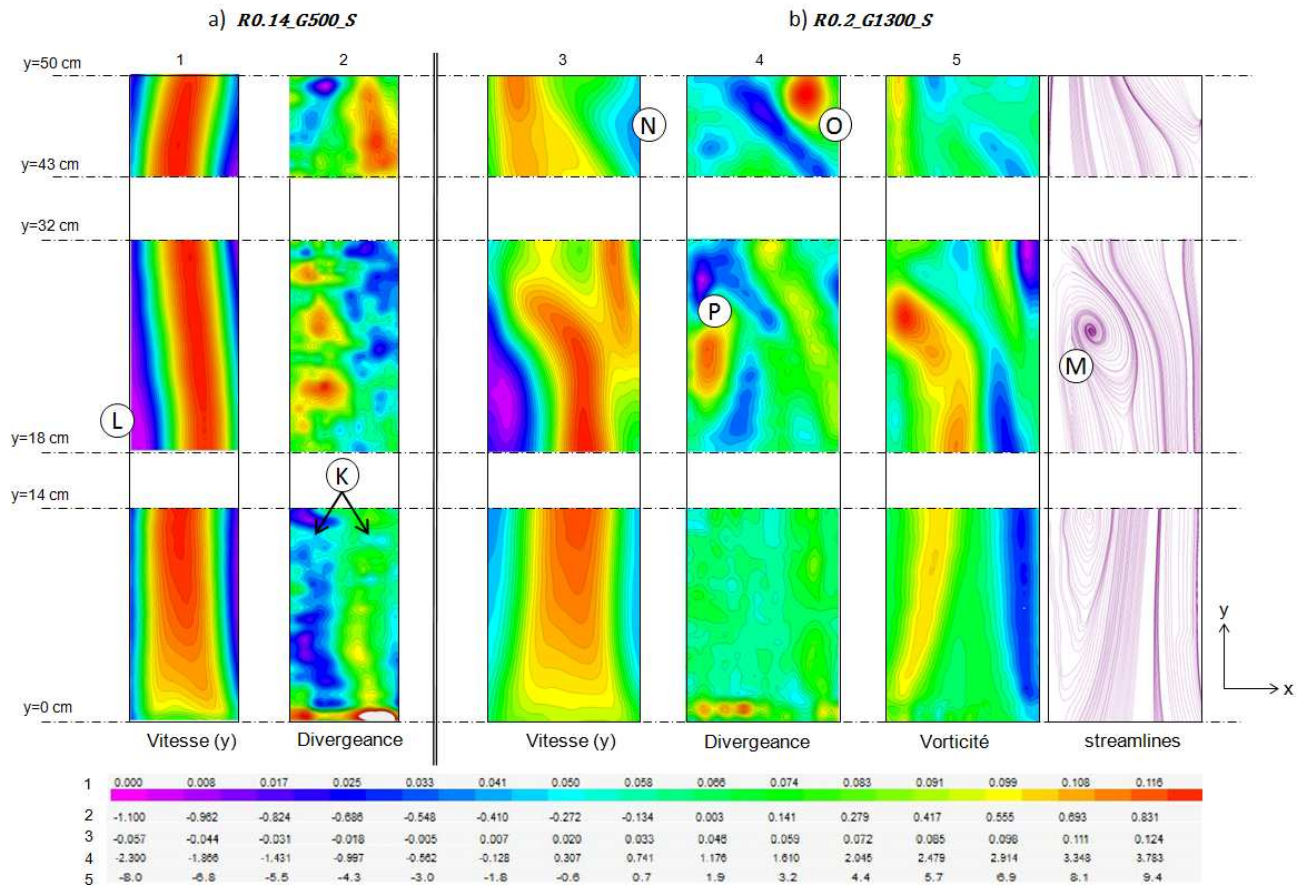 a) R0.14_G500_S
b) R0.2_G1300_S
1 2 3 4 5
y=50 cm
N
O
y=43 cm
y=32 cm
P
M
L
y=18 cm
K
y=14 cm
y
x
y=0 cm
Vitesse (y) Divergeance Vitesse (y) Divergeance Vorticité streamlines
1 0.000 0.008 0.017 0.025 0.033 0.041 0.050 0.058 0.066 0.074 0.083 0.091 0.099 0.108 0.116
2 -1.100 -0.962 -0.824 -0.686 -0.548 -0.410 -0.272 -0.134 0.003 0.141 0.279 0.417 0.555 0.693 0.831
3 -0.057 -0.044 -0.031 -0.018 -0.005 0.007 0.020 0.033 0.046 0.059 0.072 0.085 0.098 0.111 0.124
4 -2.300 -1.866 -1.431 -0.997 -0.562 -0.128 0.307 0.741 1.176 1.610 2.045 2.479 2.914 3.348 3.783
5 -8.0 -6.8 -5.5 -4.3 -3.0 -1.8 -0.6 0.7 1.9 3.2 4.4 5.7 6.9 8.1 9.4